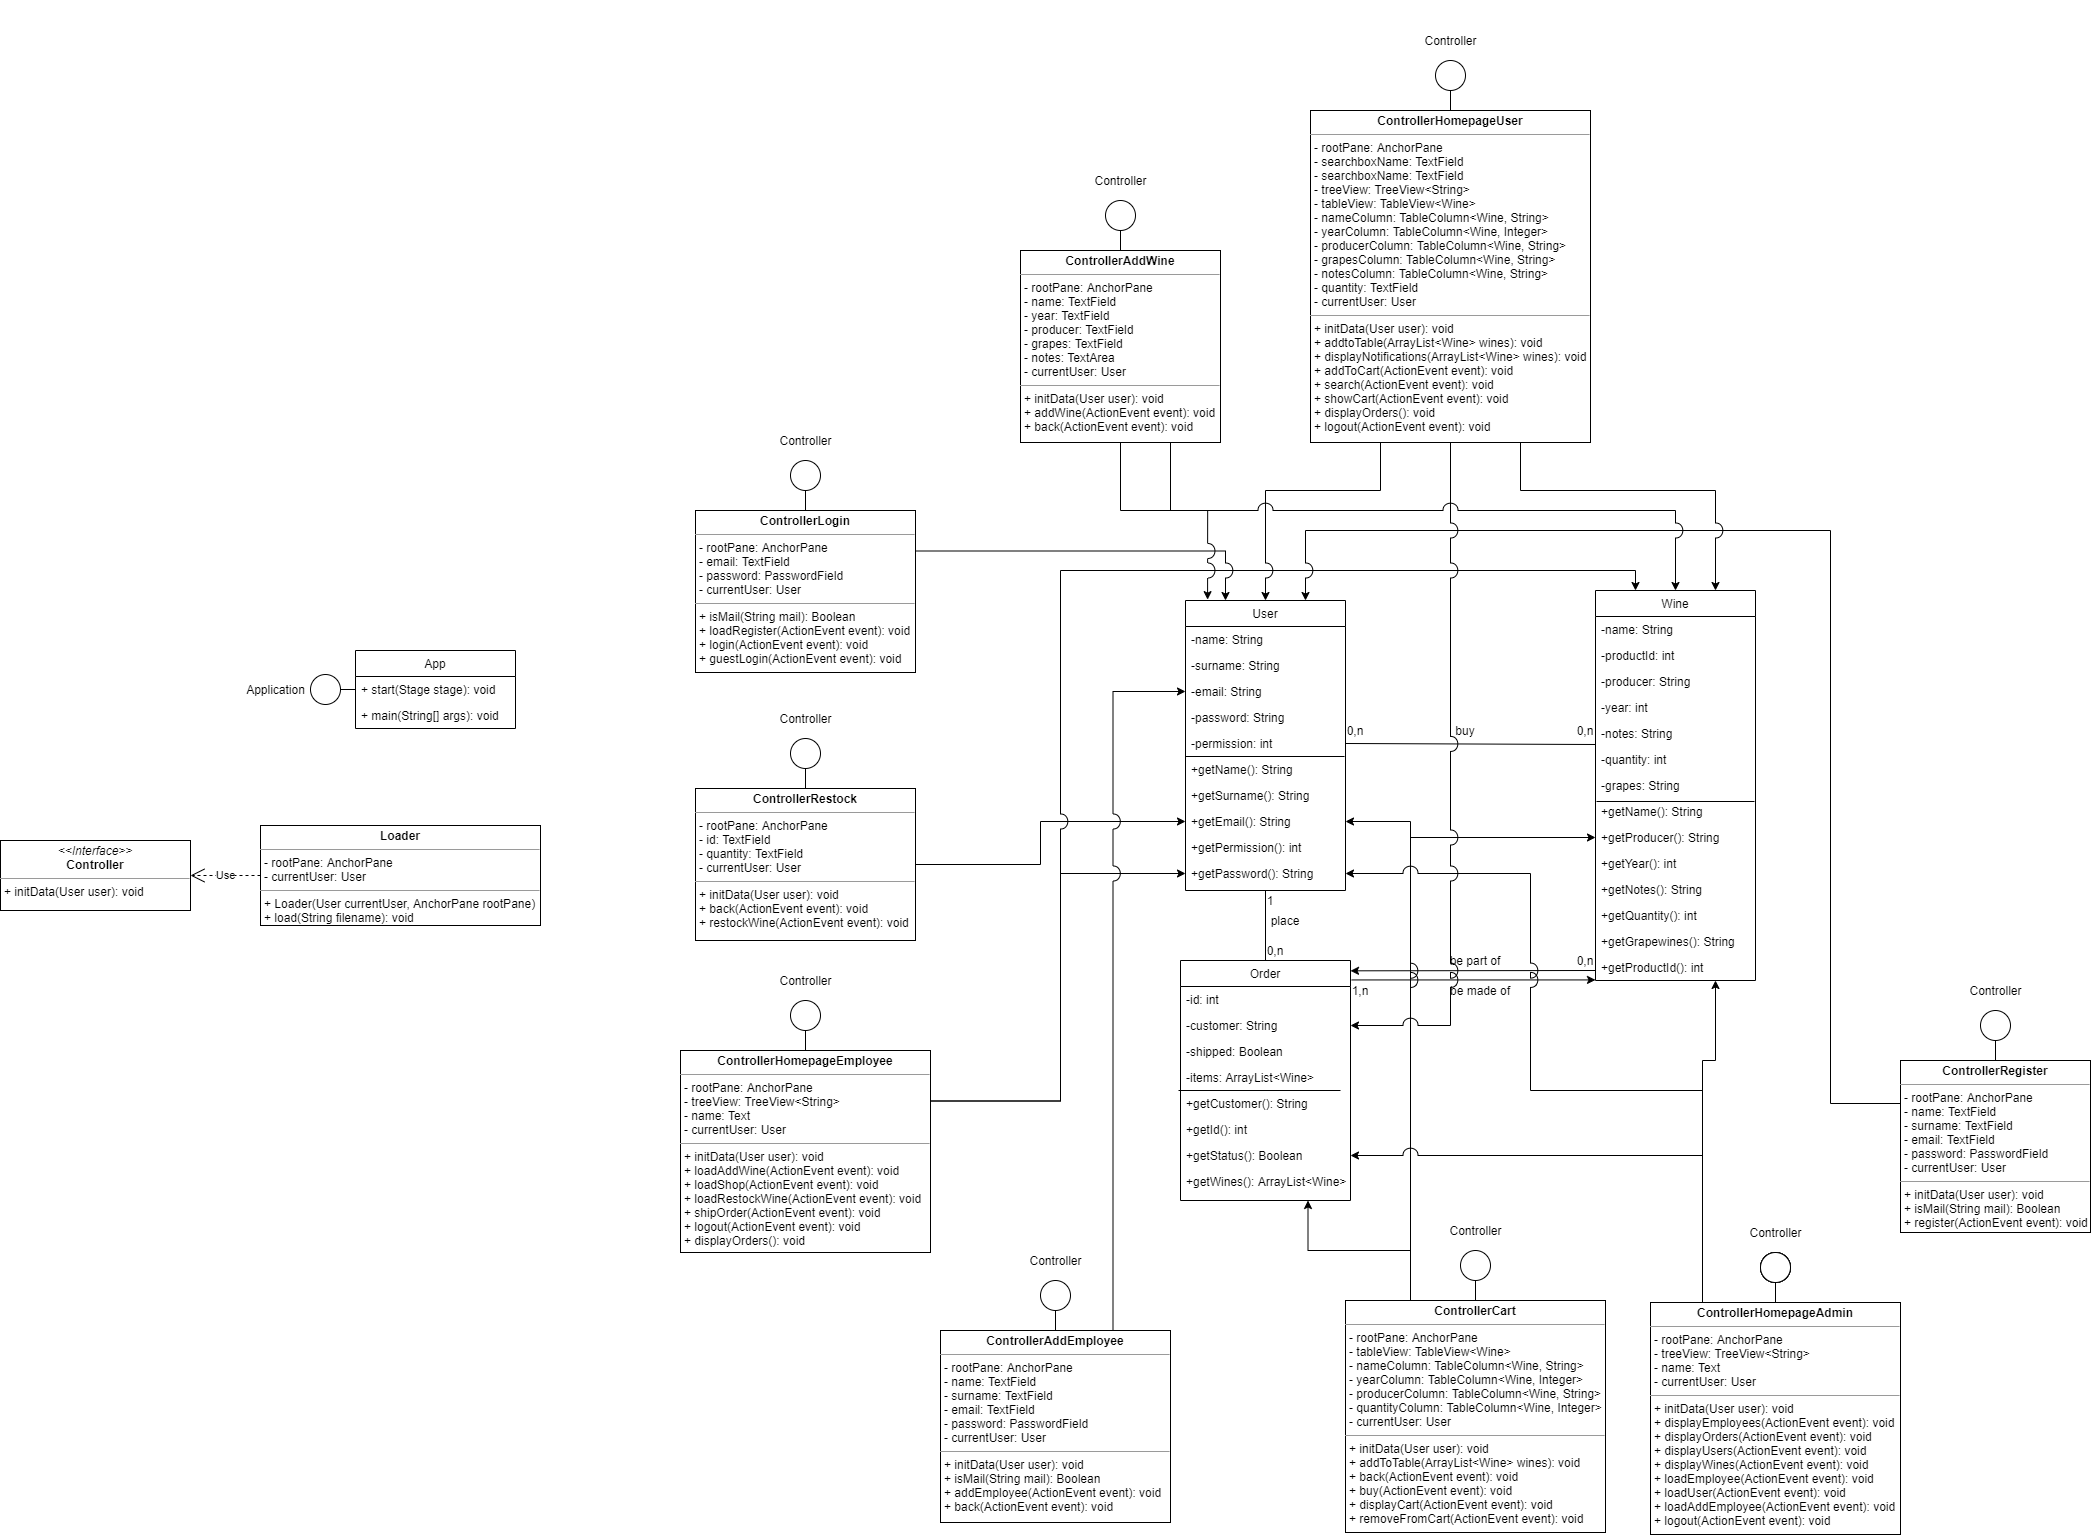 Controller
ControllerHomepageUser
- rootPane: AnchorPane
- searchboxName: TextField
- searchboxName: TextField
- treeView: TreeView<String>
- tableView: TableView<Wine>
- nameColumn: TableColumn<Wine, String>
- yearColumn: TableColumn<Wine, Integer>
- producerColumn: TableColumn<Wine, String>
- grapesColumn: TableColumn<Wine, String>
- notesColumn: TableColumn<Wine, String>
- quantity: TextField
- currentUser: User
+ initData(User user): void
+ addtoTable(ArrayList<Wine> wines): void
+ displayNotifications(ArrayList<Wine> wines): void
+ addToCart(ActionEvent event): void
+ search(ActionEvent event): void
+ showCart(ActionEvent event): void
+ displayOrders(): void
+ logout(ActionEvent event): void
Controller
ControllerAddWine
- rootPane: AnchorPane
- name: TextField
- year: TextField
- producer: TextField
- grapes: TextField
- notes: TextArea
- currentUser: User
+ initData(User user): void
+ addWine(ActionEvent event): void
+ back(ActionEvent event): void
Controller
ControllerLogin
- rootPane: AnchorPane
- email: TextField
- password: PasswordField
- currentUser: User
+ isMail(String mail): Boolean
+ loadRegister(ActionEvent event): void
+ login(ActionEvent event): void
+ guestLogin(ActionEvent event): void
Application
App
+ start(Stage stage): void
+ main(String[] args): void
<<Interface>>
Controller
+ initData(User user): void
Use
Loader
- rootPane: AnchorPane
- currentUser: User
+ Loader(User currentUser, AnchorPane rootPane)
+ load(String filename): void
Controller
ControllerRestock
- rootPane: AnchorPane
- id: TextField
- quantity: TextField
- currentUser: User
+ initData(User user): void
+ back(ActionEvent event): void
+ restockWine(ActionEvent event): void
User
-name: String
-surname: String
-email: String
-password: String
-permission: int
+getName(): String
+getSurname(): String
+getEmail(): String
+getPermission(): int
+getPassword(): String
0,n
buy
0,n
Wine
-name: String
-productId: int
-producer: String
-year: int
-notes: String
-quantity: int
-grapes: String
+getName(): String
+getProducer(): String
+getYear(): int
+getNotes(): String
+getQuantity(): int
+getGrapewines(): String
+getProductId(): int
1
place
0,n
be part of
0,n
1,n
be made of
Order
-id: int
-customer: String
-shipped: Boolean
-items: ArrayList<Wine>
+getCustomer(): String
+getId(): int
+getStatus(): Boolean
+getWines(): ArrayList<Wine>
Controller
ControllerHomepageEmployee
- rootPane: AnchorPane
- treeView: TreeView<String>
- name: Text
- currentUser: User
+ initData(User user): void
+ loadAddWine(ActionEvent event): void
+ loadShop(ActionEvent event): void
+ loadRestockWine(ActionEvent event): void
+ shipOrder(ActionEvent event): void
+ logout(ActionEvent event): void
+ displayOrders(): void
Controller
ControllerRegister
- rootPane: AnchorPane
- name: TextField
- surname: TextField
- email: TextField
- password: PasswordField
- currentUser: User
+ initData(User user): void
+ isMail(String mail): Boolean
+ register(ActionEvent event): void
Controller
ControllerAddEmployee
- rootPane: AnchorPane
- name: TextField
- surname: TextField
- email: TextField
- password: PasswordField
- currentUser: User
+ initData(User user): void
+ isMail(String mail): Boolean
+ addEmployee(ActionEvent event): void
+ back(ActionEvent event): void
Controller
ControllerCart
- rootPane: AnchorPane
- tableView: TableView<Wine>
- nameColumn: TableColumn<Wine, String>
- yearColumn: TableColumn<Wine, Integer>
- producerColumn: TableColumn<Wine, String>
- quantityColumn: TableColumn<Wine, Integer>
- currentUser: User
+ initData(User user): void
+ addToTable(ArrayList<Wine> wines): void
+ back(ActionEvent event): void
+ buy(ActionEvent event): void
+ displayCart(ActionEvent event): void
+ removeFromCart(ActionEvent event): void
Controller
ControllerHomepageAdmin
- rootPane: AnchorPane
- treeView: TreeView<String>
- name: Text
- currentUser: User
+ initData(User user): void
+ displayEmployees(ActionEvent event): void
+ displayOrders(ActionEvent event): void
+ displayUsers(ActionEvent event): void
+ displayWines(ActionEvent event): void
+ loadEmployee(ActionEvent event): void
+ loadUser(ActionEvent event): void
+ loadAddEmployee(ActionEvent event): void
+ logout(ActionEvent event): void